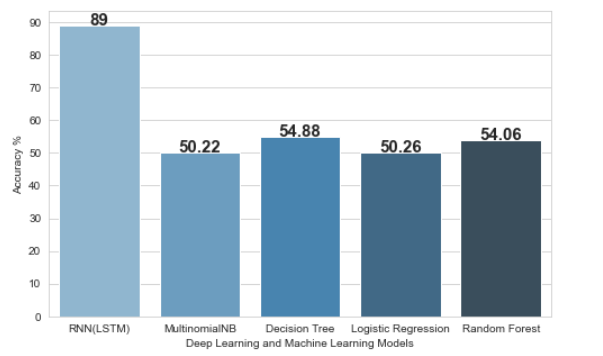 90
80
70
60
50
40
30
20
10
0
Accuracy %
89
50.22
54.88
50.26
54.06
RNN(LSTM)
MultinomialNB
Decision Tree
Logistic Regression
Random Forest
Deep Learning and Machine Learning Models